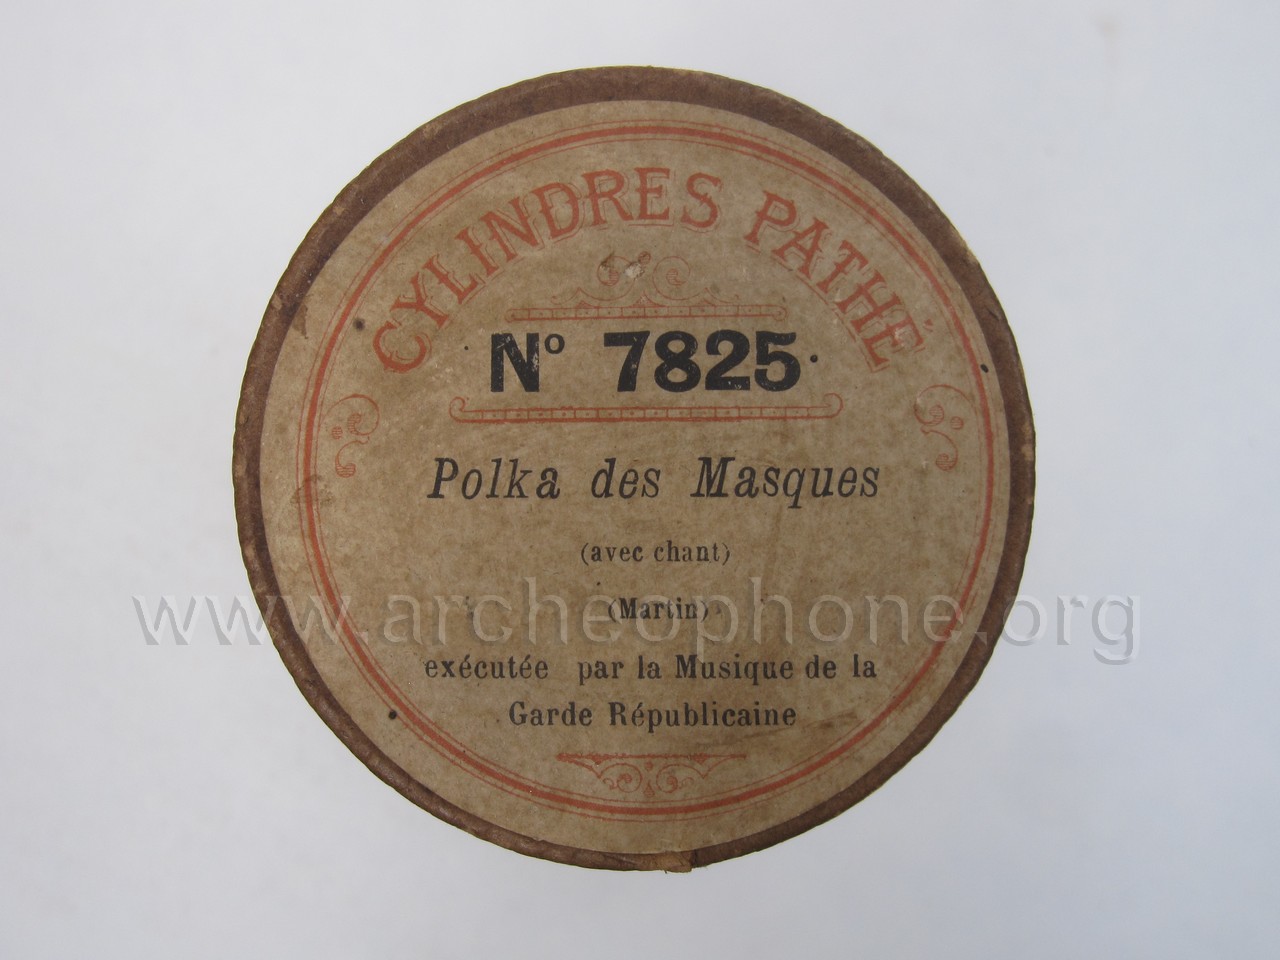 CYLINDRES PATHÉ
Nº 7825
Polka des Masques
(avec chant)
(Martin)
www.archeophone.org
exécutée par la Musique de la
Garde Républicaine